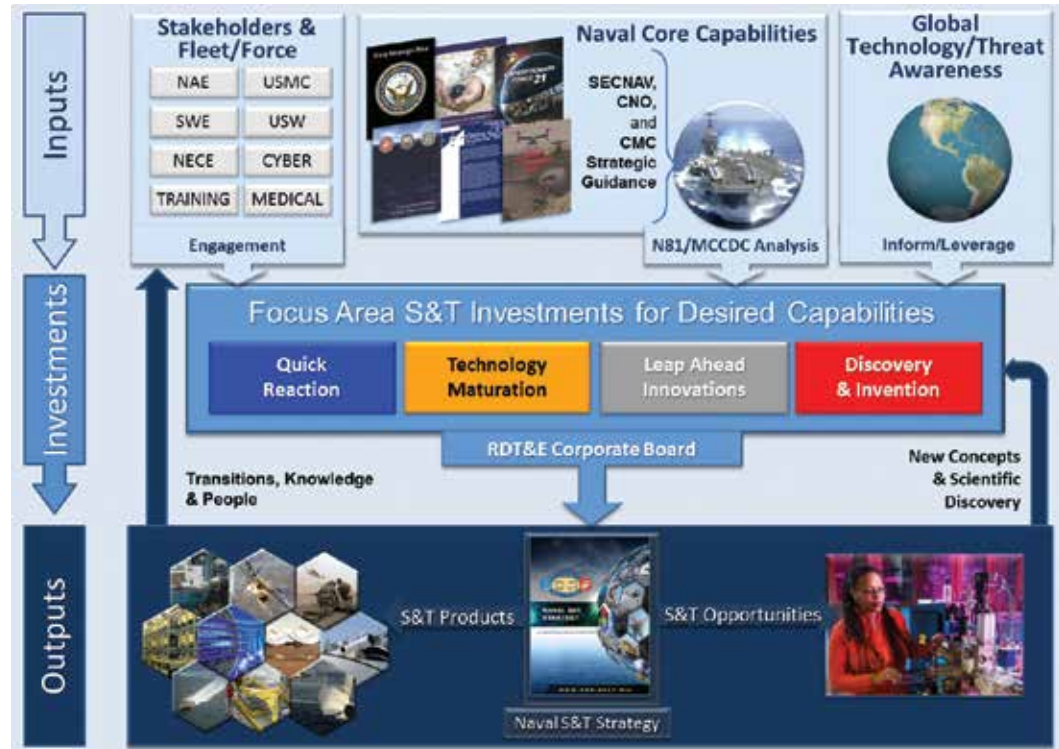 Inputs
Stakeholders &
Fleet/Force
NAE
USMC
SWE
USW
NECE
CYBER
TRAINING
MEDICAL
Engagement
Naval Core Capabilities
21
SECNAV,
CNO,
and
CMC
Strategic
Guidance
N81/MCCDC Analysis
Global
Technology/Threat
Awareness
Inform/Leverage
Investments
Focus Area S&T Investments for Desired Capabilities
Quick
Reaction
Technology
Maturation
Leap Ahead
Innovations
Discovery
& Invention
RDT&E Corporate Board
Transitions, Knowledge
& People
New Concepts
& Scientific
Discovery
Outputs
S&T Products
NAVAL S&T
STRATEGY
S&T Opportunities
Naval S&T Strategy